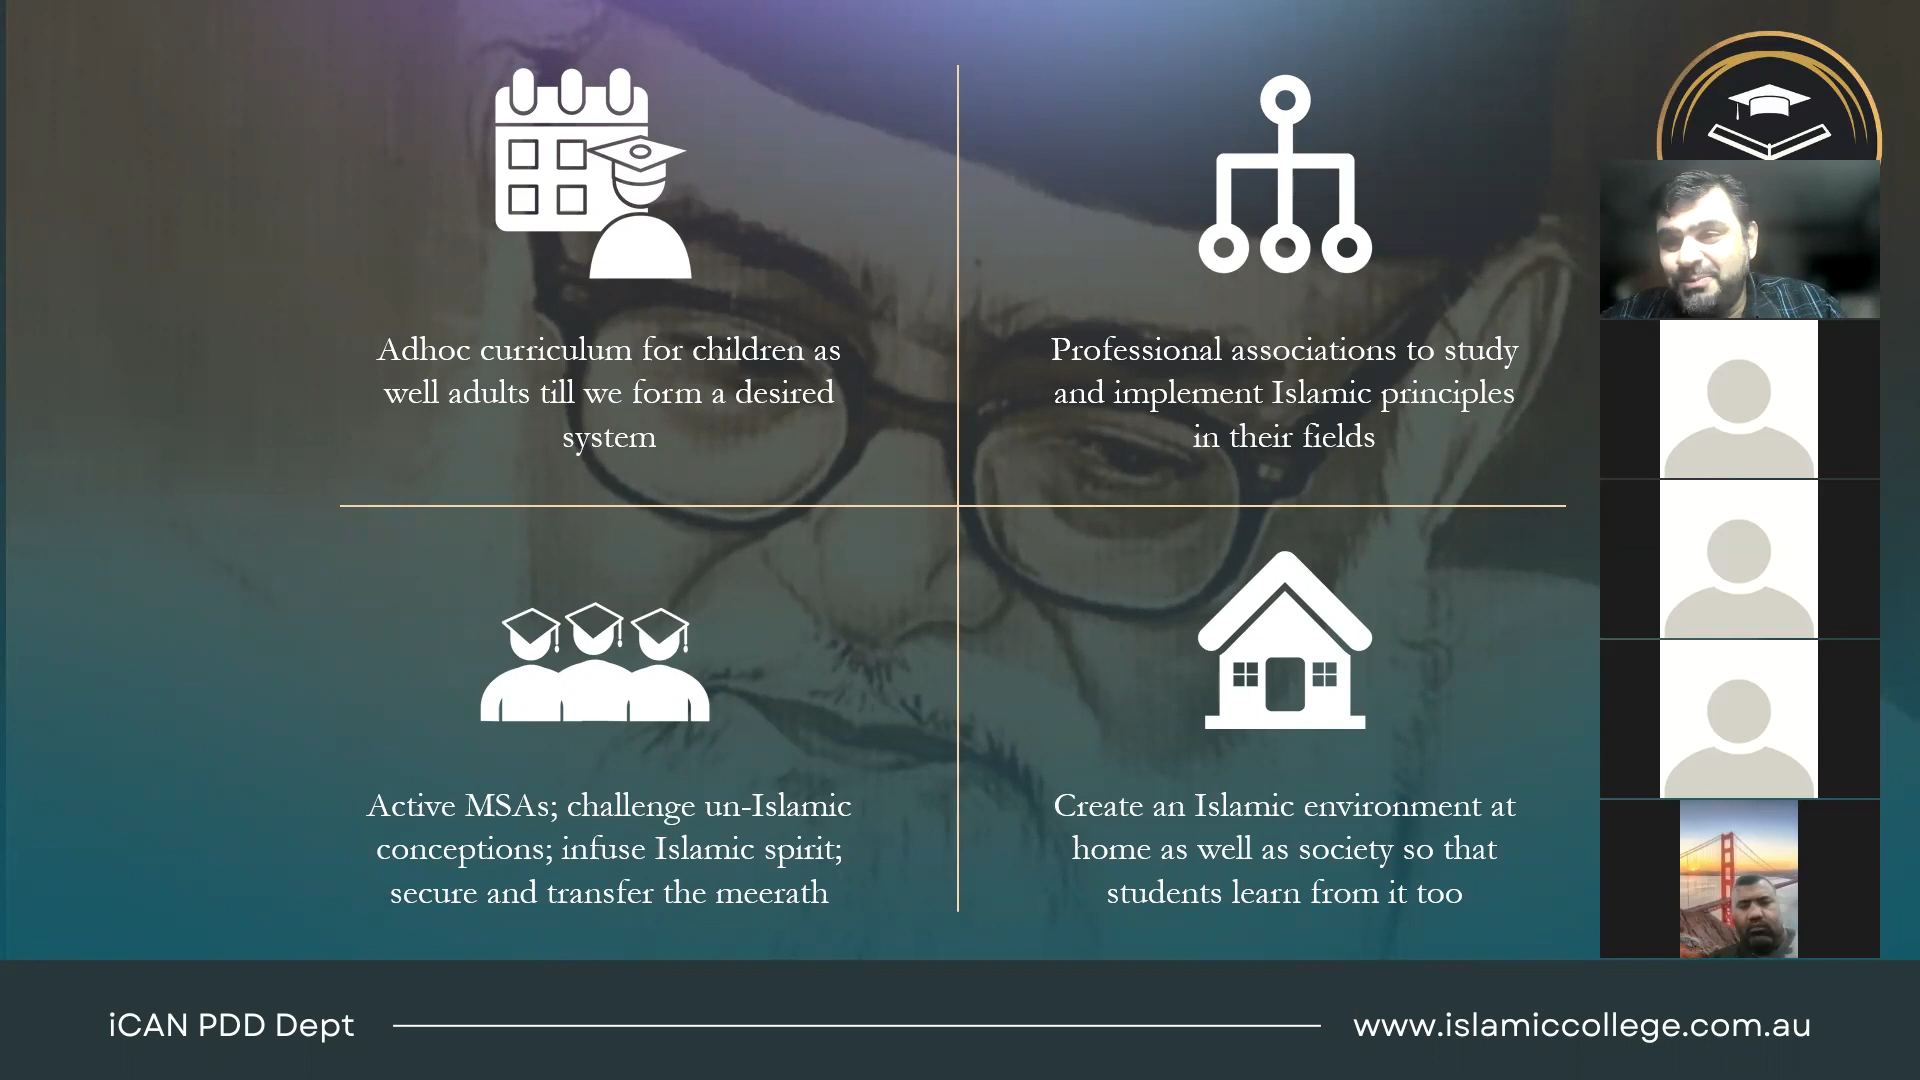 Adhoc curriculum for children as
well adults till we form a desired
system
Professional associations to study
and implement Islamic principles
in their fields
Active MSAs; challenge un-Islamic
conceptions; infuse Islamic spirit;
secure and transfer the meerath
Create an Islamic environment at
home as well as society so that
students learn from it too
iCAN PDD Dept
www.islamiccollege.com.au